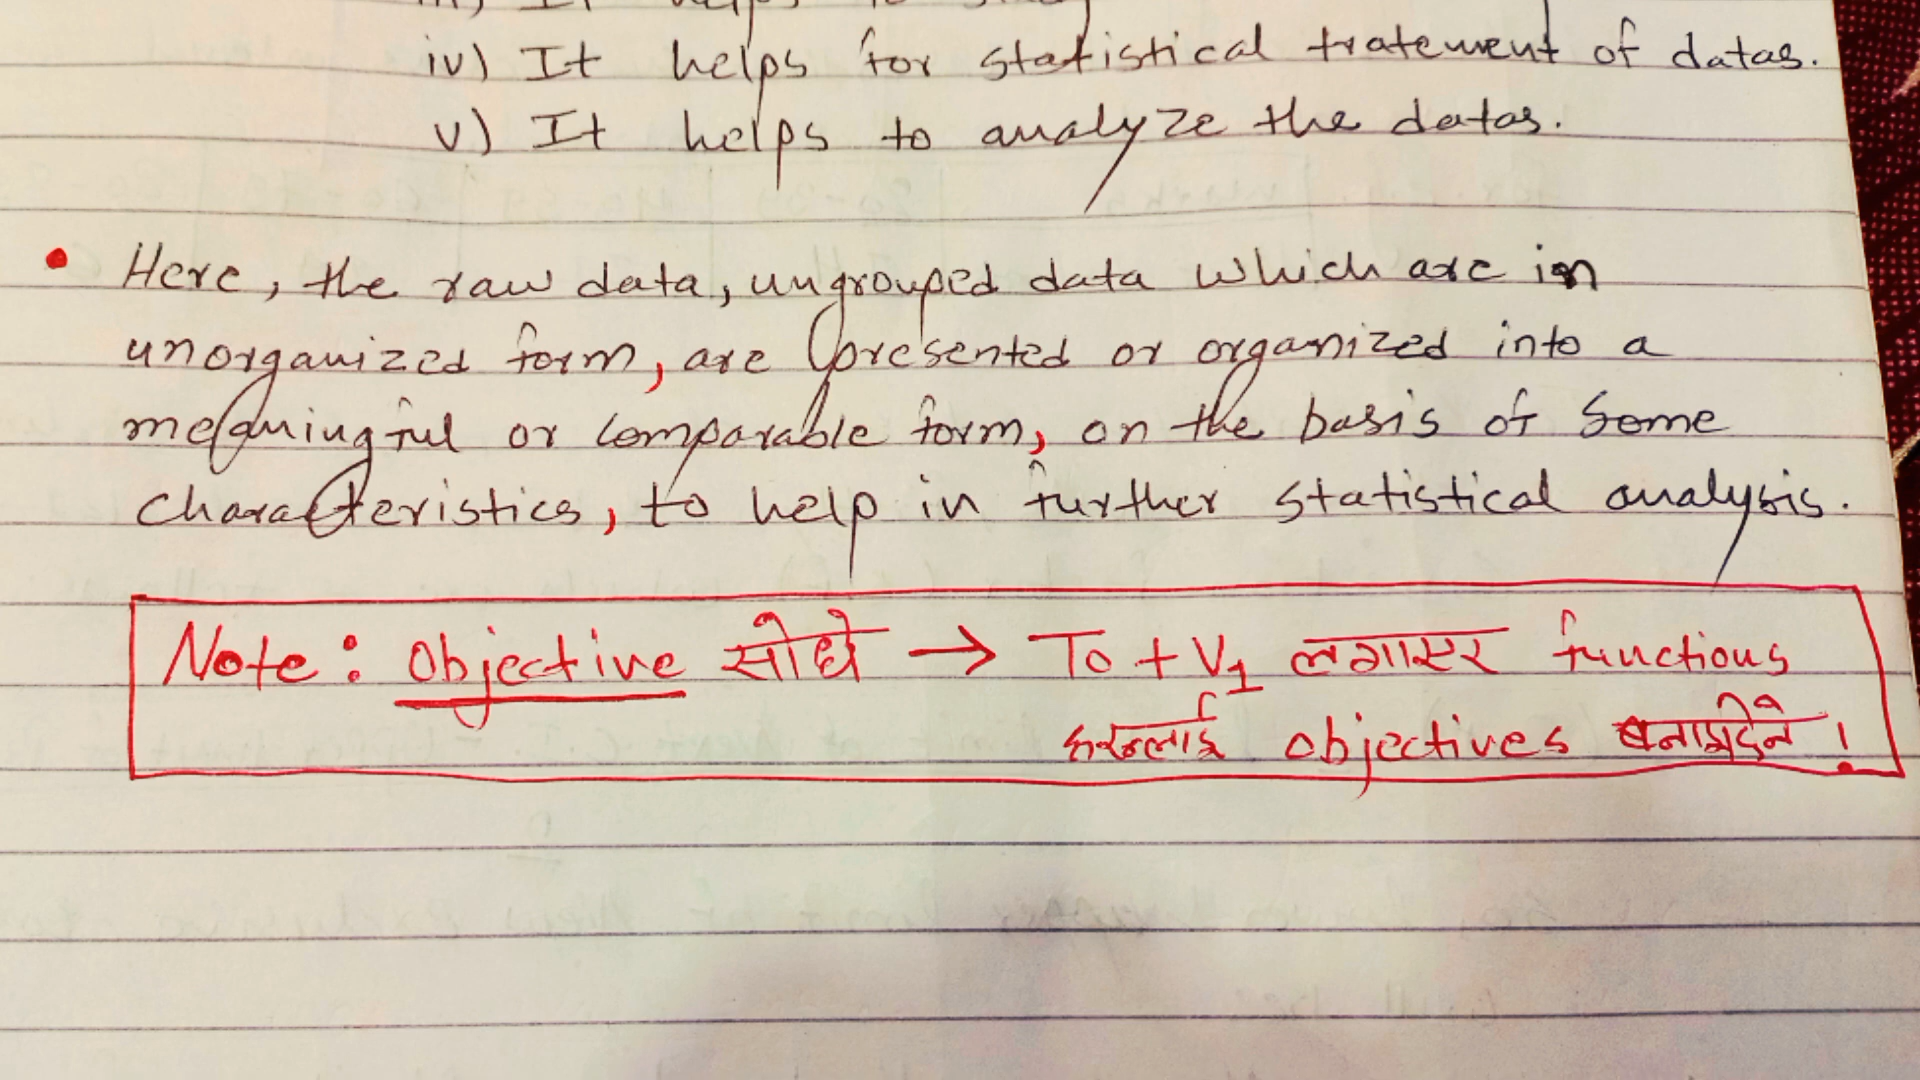 iv) It helps for statistical tratement of datas.
v) It helps to analyze the datas.
• Here, the raw data, ungrouped data which are in
unorganized form, are presented or organized into a
meaningful or comparable form, on the basis of some
characteristics, to help in further statistical analysis.
Note: Objective सोधे → To + V1 लगाएर functions
हरूलाई objectives बनाइदिने !